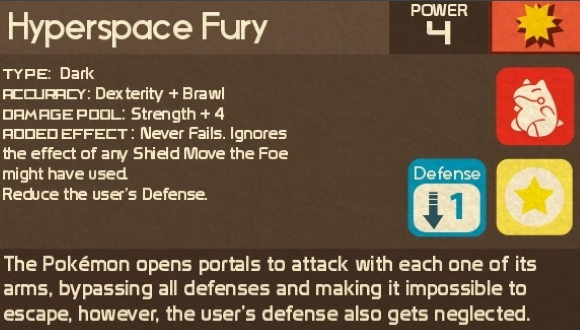 Hyperspace Fury
POWER
4
TYPE: Dark
ACCURACY: Dexterity + Brawl
DAMAGE POOL: Strength + 4
ADDED EFFECT: Never Fails. Ignores
the effect of any Shield Move the Foe
might have used.
Reduce the user's Defense.
Defense
1
The Pokémon opens portals to attack with each one of its
arms, bypassing all defenses and making it impossible to
escape, however, the user's defense also gets neglected.